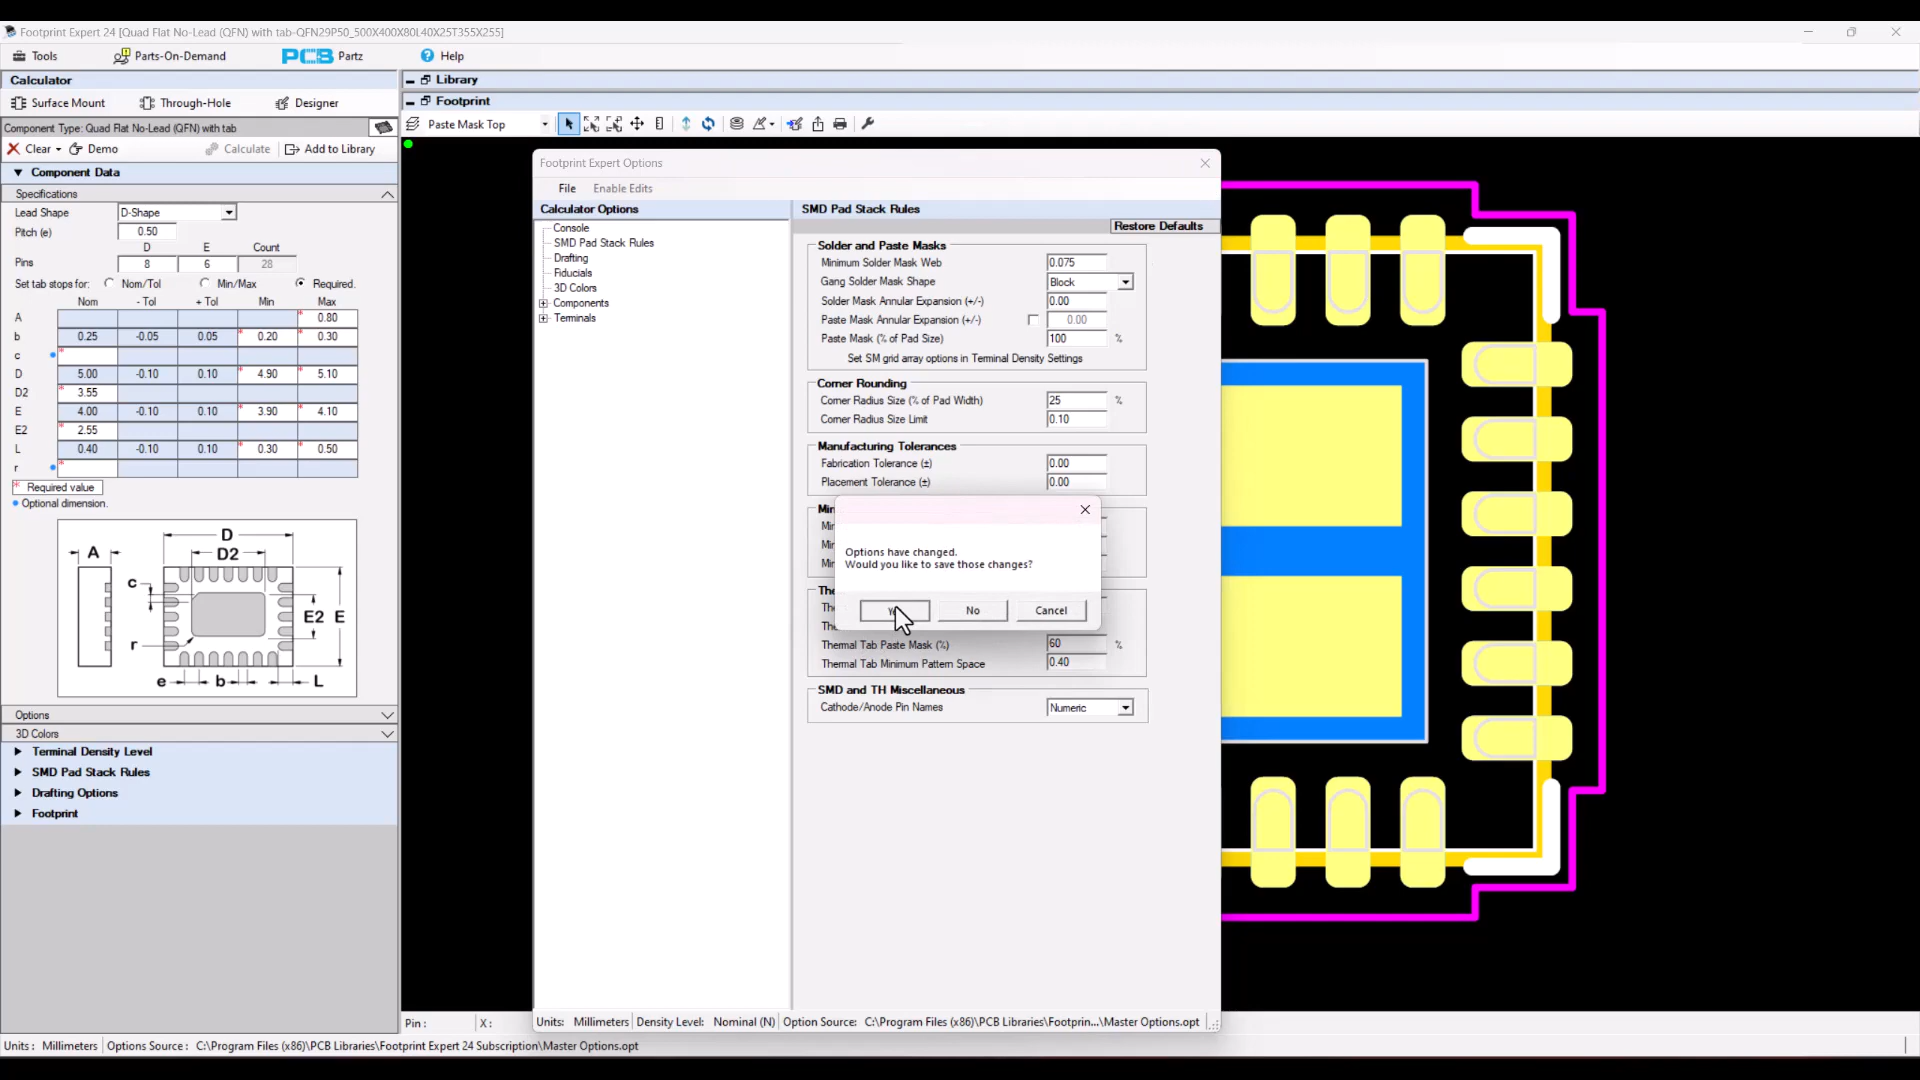 Footprint Expert 24 [Quad Flat No-Lead (QFN) with tab-QFN29P50_500X400X80L40X25T355X255]
Tools Parts-On-Demand PCB Partz Help
Calculator
Surface Mount Through-Hole Designer
Component Type: Quad Flat No-Lead (QFN) with tab
Clear Demo Calculate Add to Library
Component Data
Specifications
Lead Shape D-Shape
Pitch (e) 0.50
D E Count
Pins 8 6 28
Set tab stops for: Nom/Tol Min/Max Required.
Nom - Tol + Tol Min Max
A * 0.80
b 0.25 -0.05 0.05 * 0.20 * 0.30
c *
D 5.00 -0.10 0.10 * 4.90 * 5.10
D2 * 3.55
E 4.00 -0.10 0.10 * 3.90 * 4.10
E2 * 2.55
L 0.40 -0.10 0.10 * 0.30 * 0.50
r *
* Required value
Optional dimension.
D
A D2
c
E2 E
r
e b L
Options
3D Colors
Terminal Density Level
SMD Pad Stack Rules
Drafting Options
Footprint
Library
Footprint
Paste Mask Top
Footprint Expert Options
File Enable Edits
Calculator Options
Console
SMD Pad Stack Rules
Drafting
Fiducials
3D Colors
Components
Terminals
SMD Pad Stack Rules
Restore Defaults
Solder and Paste Masks
Minimum Solder Mask Web 0.075
Gang Solder Mask Shape Block
Solder Mask Annular Expansion (+/-) 0.00
Paste Mask Annular Expansion (+/-) 0.00
Paste Mask (% of Pad Size) 100 %
Set SM grid array options in Terminal Density Settings
Corner Rounding
Corner Radius Size (% of Pad Width) 25 %
Corner Radius Size Limit 0.10
Manufacturing Tolerances
Fabrication Tolerance (±) 0.00
Placement Tolerance (±) 0.00
Options have changed.
Would you like to save those changes?
No Cancel
Thermal Tab Paste Mask (%) 60 %
Thermal Tab Minimum Pattern Space 0.40
SMD and TH Miscellaneous
Cathode/Anode Pin Names Numeric
Units: Millimeters Density Level: Nominal (N) Option Source: C:\Program Files (x86)\PCB Libraries\Footprin...\Master Options.opt
Pin : X :
Units : Millimeters Options Source : C:\Program Files (x86)\PCB Libraries\Footprint Expert 24 Subscription\Master Options.opt